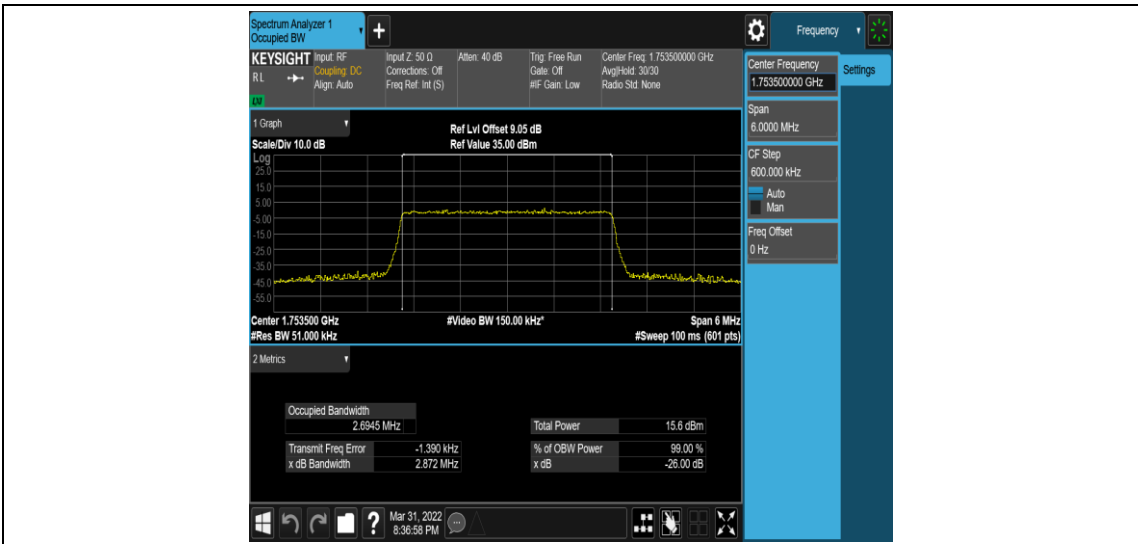 Spectrum Analyzer 1
Occupied BW
+
Frequency
KEYSIGHT
RL
LXI
Input: RF
Coupling: DC
Align: Auto
Input Z: 50 Ω
Corrections: Off
Freq Ref: Int (S)
Atten: 40 dB
Trig: Free Run
Gate: Off
#IF Gain: Low
Center Freq: 1.753500000 GHz
Avg|Hold: 30/30
Radio Std: None
Center Frequency
1.753500000 GHz
Settings
Span
6.0000 MHz
CF Step
600.000 kHz
Auto
Man
Freq Offset
0 Hz
1 Graph
Ref Lvl Offset 9.05 dB
Scale/Div 10.0 dB
Ref Value 35.00 dBm
Log
25.0
15.0
5.00
-5.00
-15.0
-25.0
-35.0
-45.0
-55.0
Center 1.753500 GHz
#Video BW 150.00 kHz*
Span 6 MHz
#Res BW 51.000 kHz
#Sweep 100 ms (601 pts)
2 Metrics
Occupied Bandwidth
2.6945 MHz
Total Power 15.6 dBm
Transmit Freq Error -1.390 kHz
% of OBW Power 99.00 %
x dB Bandwidth 2.872 MHz
x dB -26.00 dB
?
Mar 31, 2022
8:36:58 PM